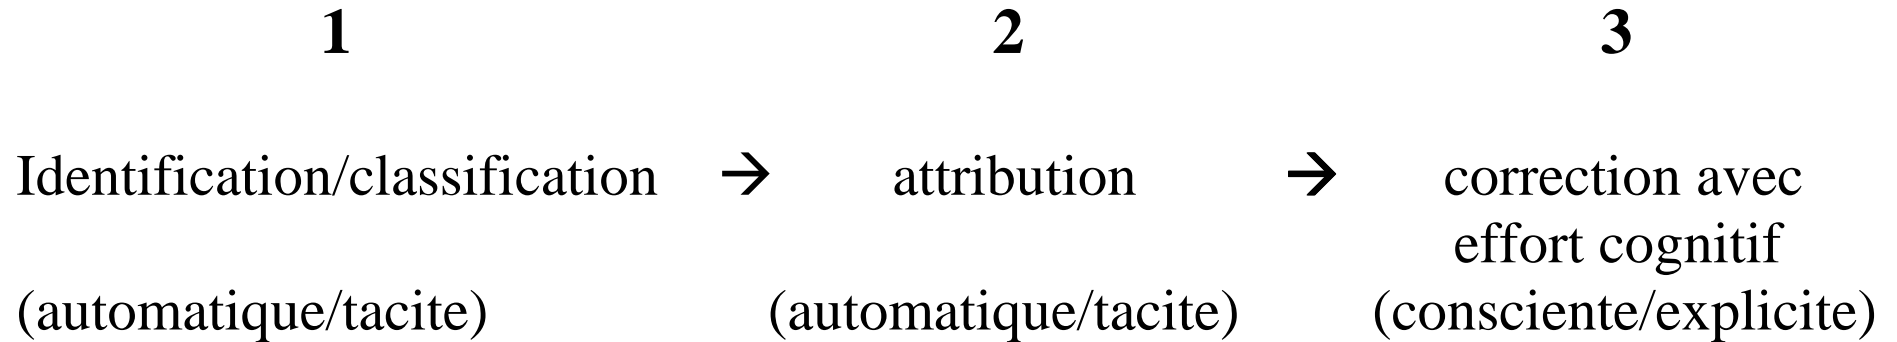 1 2 3
Identification/classification → attribution → correction avec
effort cognitif
(automatique/tacite) (automatique/tacite) (consciente/explicite)